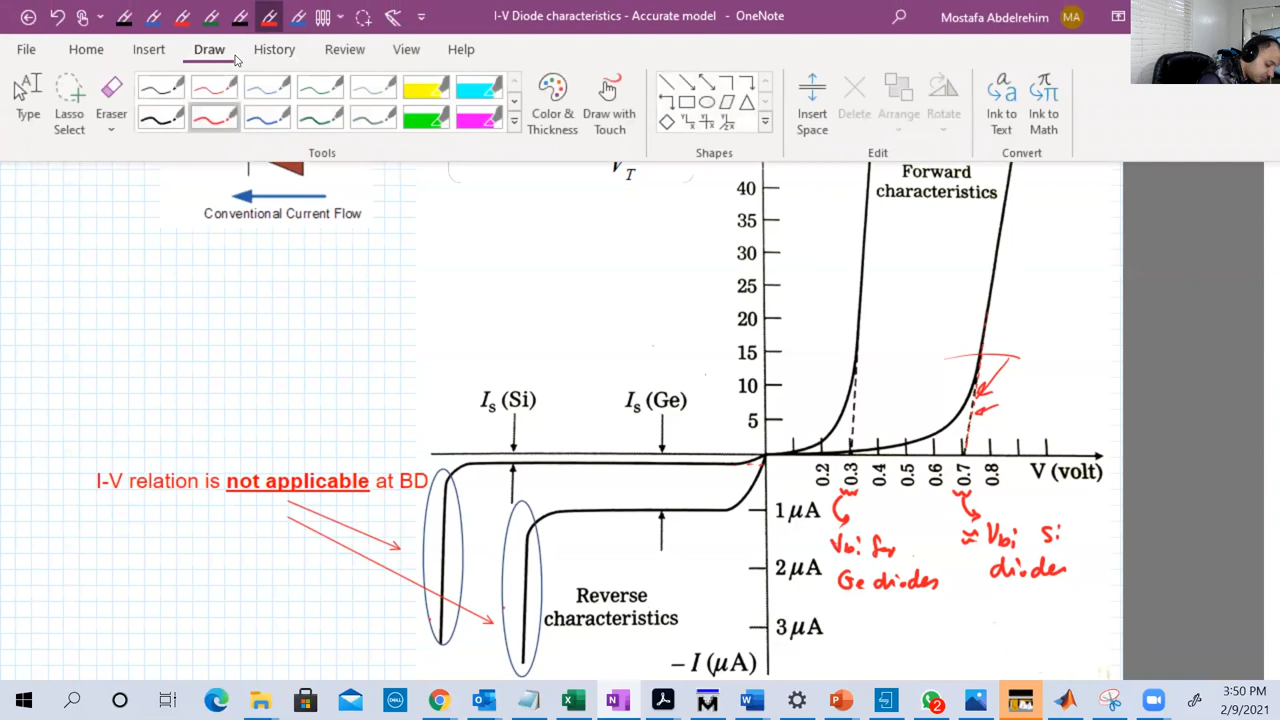 I-V Diode characteristics - Accurate model - OneNote
Mostafa Abdelrehim
MA
File
Home
Insert
Draw
History
Review
View
Help
Type
Lasso
Select
Eraser
Color &
Thickness
Draw with
Touch
Insert
Space
Delete
Arrange
Rotate
Ink to
Text
Ink to
Math
Tools
Shapes
Edit
Convert
Conventional Current Flow
V_T
Forward
characteristics
40
35
30
25
20
15
10
5
I_s (Si)
I_s (Ge)
0.2
0.3
0.4
0.5
0.6
0.7
0.8
V (volt)
I-V relation is not applicable at BD
1 μA
2 μA
3 μA
– I (μA)
Reverse
characteristics
Vbi for
Ge diodes
≈ Vbi Si
diodes
2
3:50 PM
2/9/2021